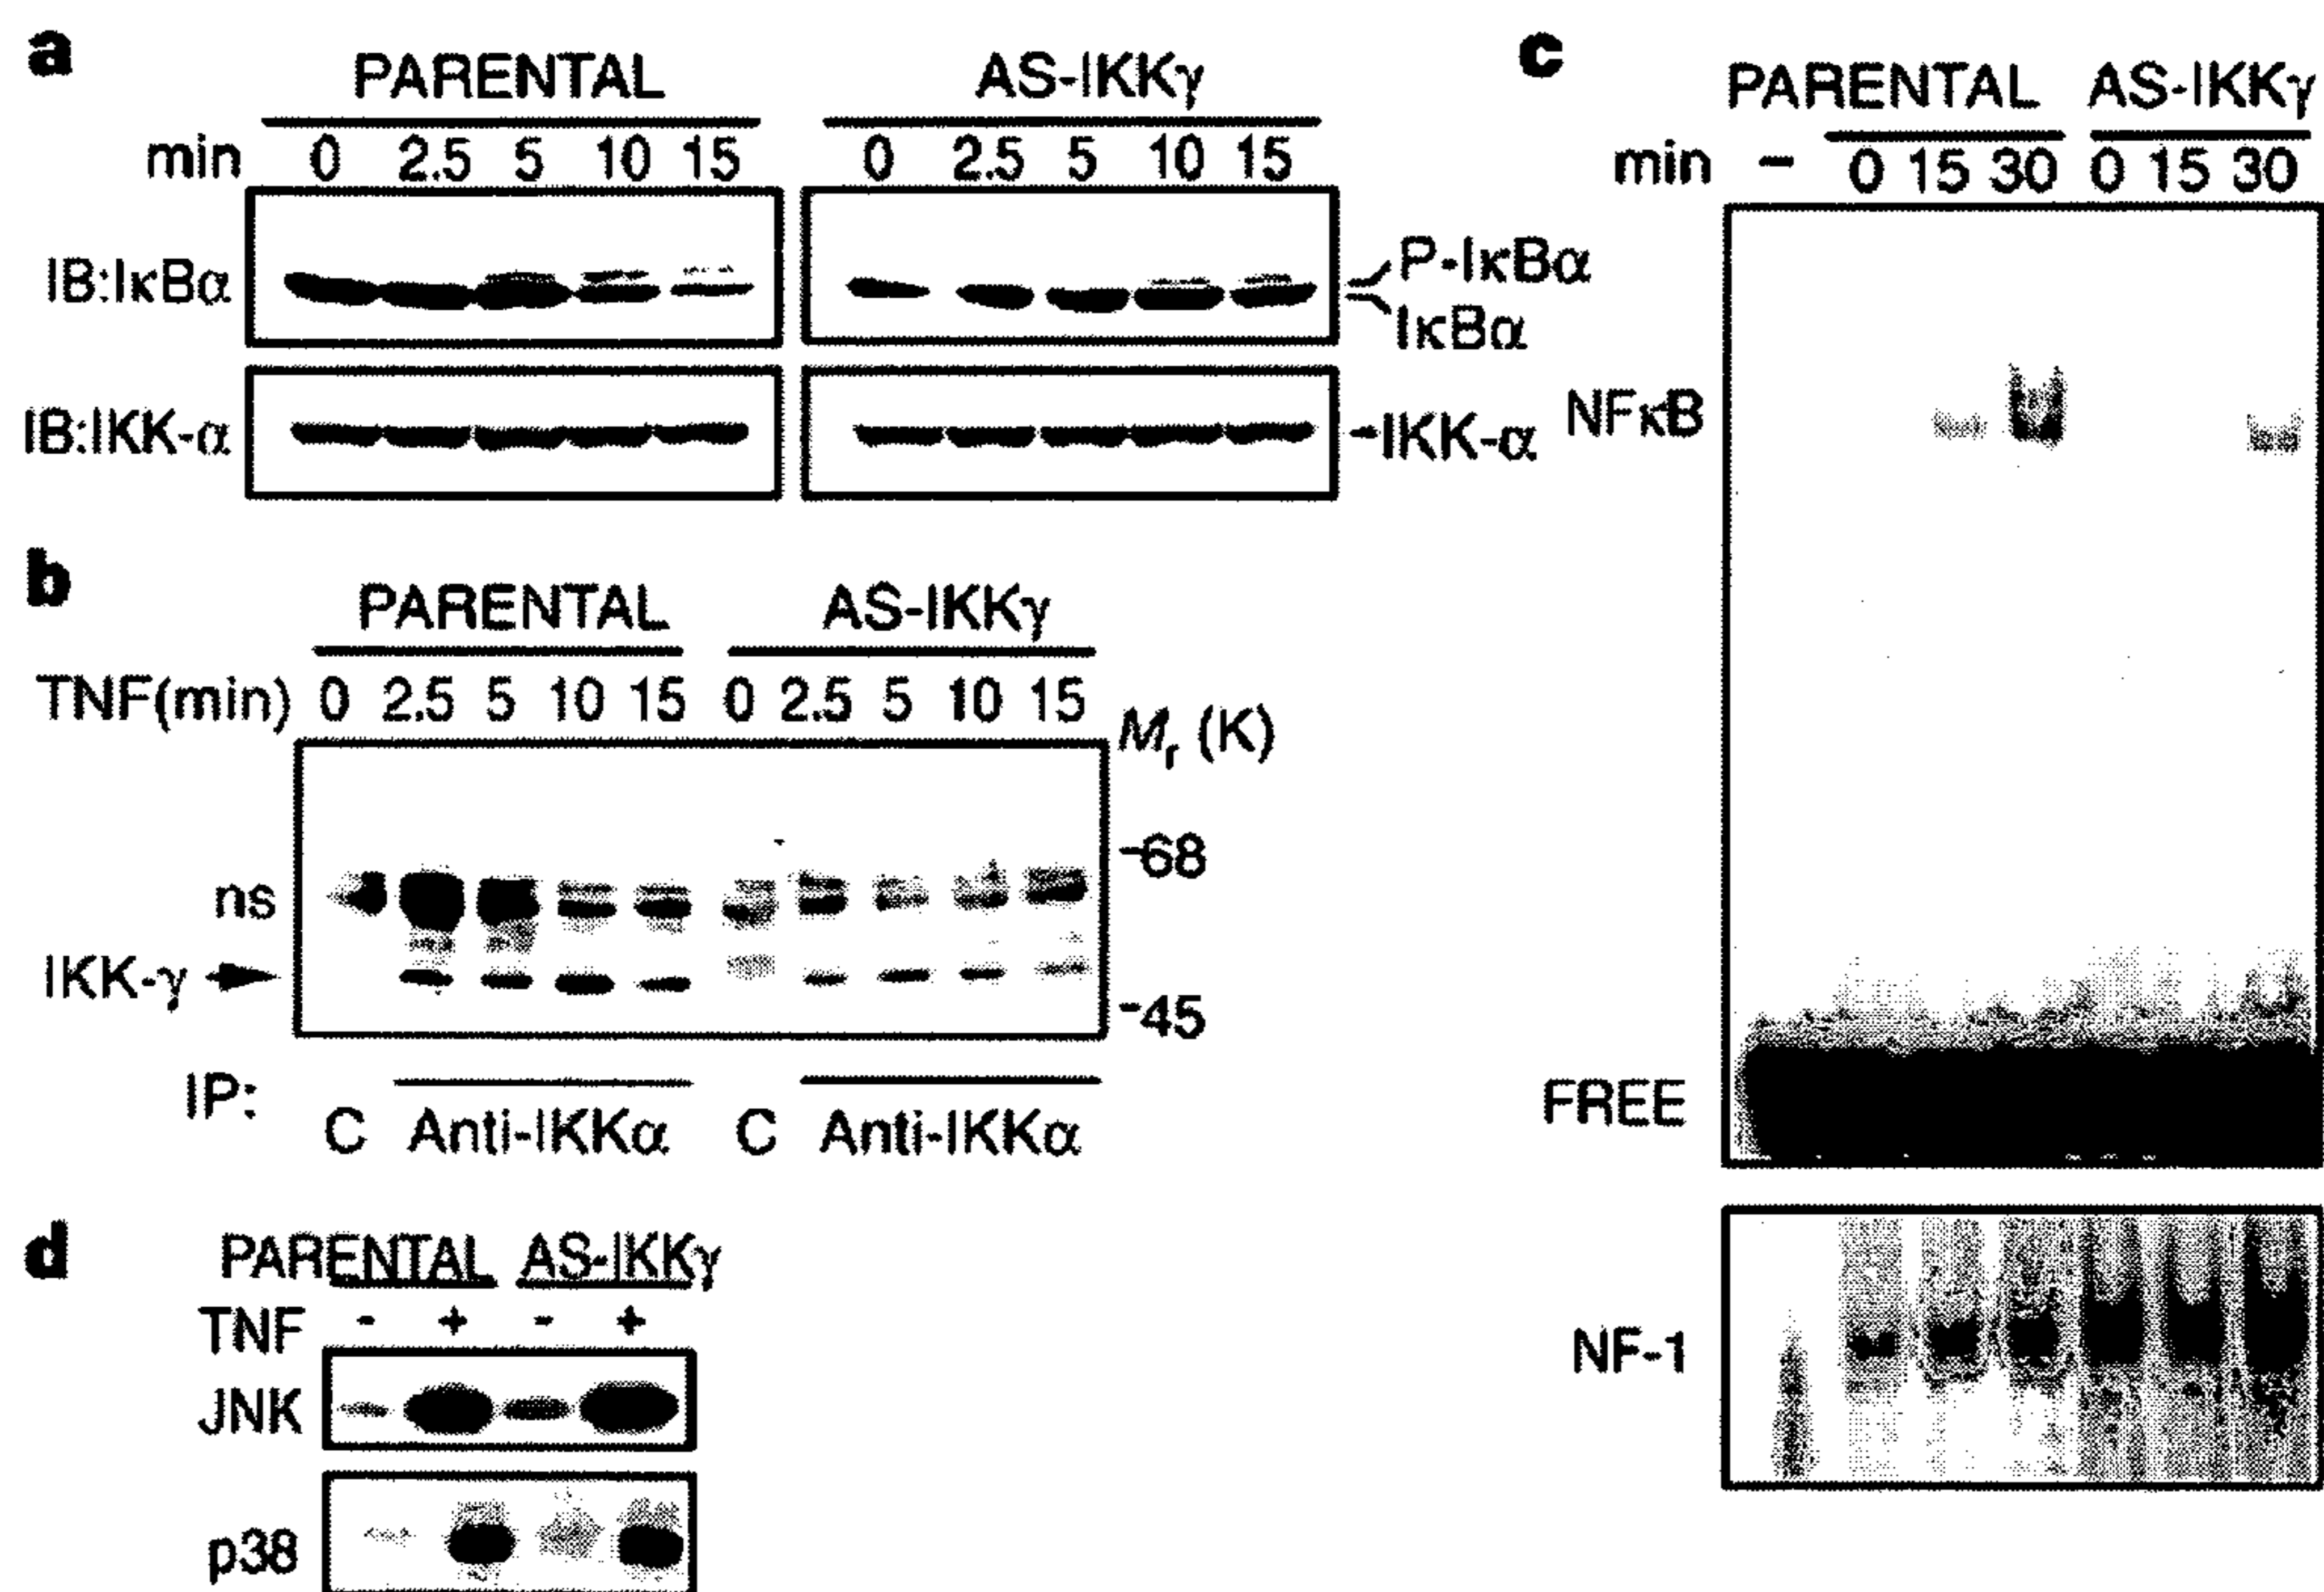 a
PARENTAL AS-IKKγ
min 0 2.5 5 10 15 0 2.5 5 10 15
IB:IκBα
P-IκBα
IκBα
IB:IKK-α
-IKK-α
b
PARENTAL AS-IKKγ
TNF(min) 0 2.5 5 10 15 0 2.5 5 10 15
Mr (K)
-68
ns
IKK-γ
-45
IP: C Anti-IKKα C Anti-IKKα
c
PARENTAL AS-IKKγ
min - 0 15 30 0 15 30
NFκB
FREE
NF-1
d
PARENTAL AS-IKKγ
TNF - + - +
JNK
p38